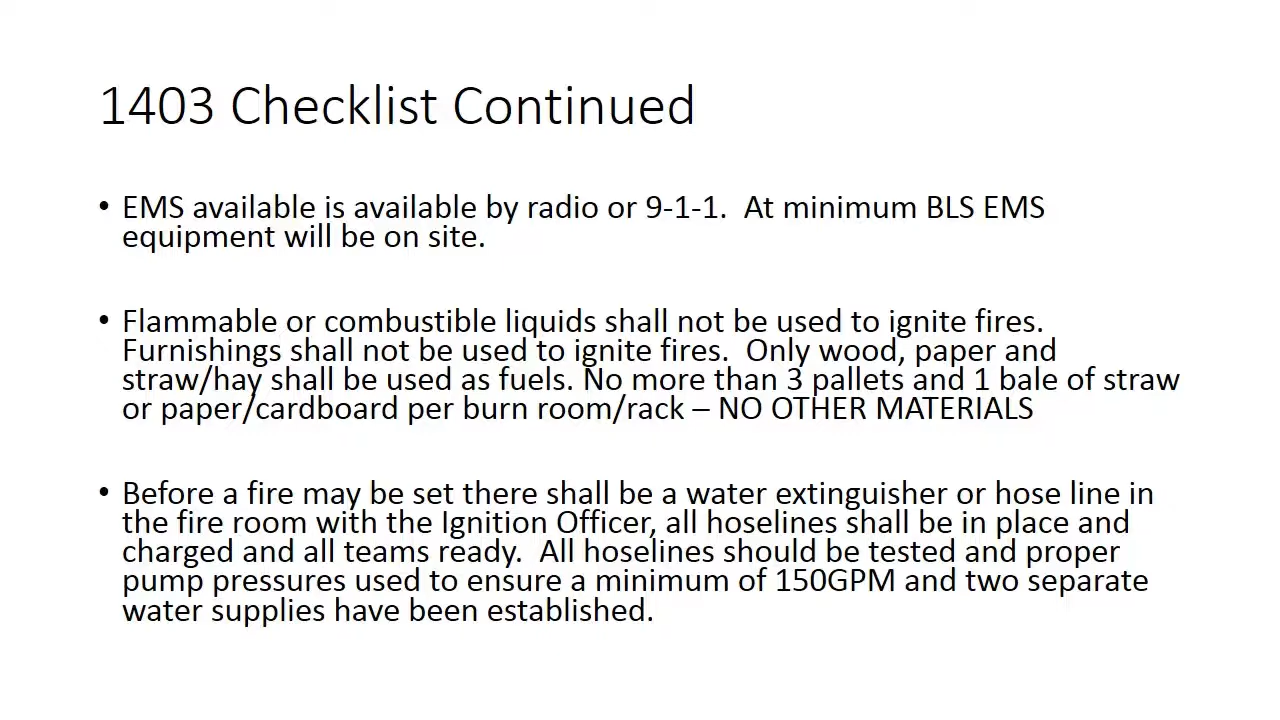 1403 Checklist Continued
• EMS available is available by radio or 9-1-1.  At minimum BLS EMS
equipment will be on site.
• Flammable or combustible liquids shall not be used to ignite fires.
Furnishings shall not be used to ignite fires.  Only wood, paper and
straw/hay shall be used as fuels. No more than 3 pallets and 1 bale of straw
or paper/cardboard per burn room/rack – NO OTHER MATERIALS
• Before a fire may be set there shall be a water extinguisher or hose line in
the fire room with the Ignition Officer, all hoselines shall be in place and
charged and all teams ready.  All hoselines should be tested and proper
pump pressures used to ensure a minimum of 150GPM and two separate
water supplies have been established.